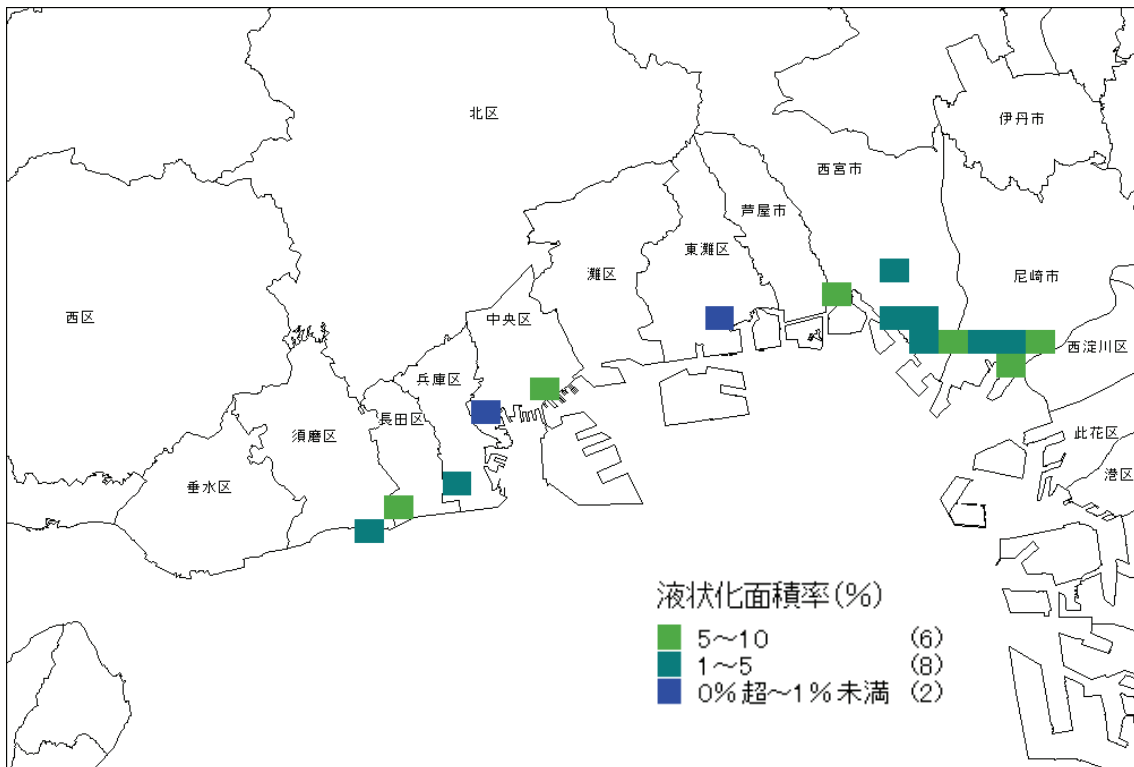 北区
伊丹市
西宮市
芦屋市
東灘区
灘区
尼崎市
西区
中央区
西淀川区
兵庫区
長田区
須磨区
此花区
港区
垂水区
液状化面積率(%)
5～10 (6)
1～5 (8)
0%超～1%未満 (2)